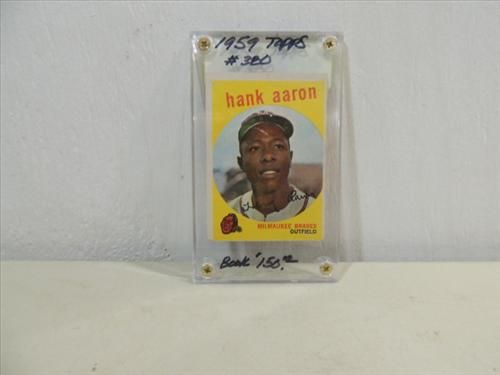 1959 TOPPS
#380
hank aaron
MILWAUKEE BRAVES
OUTFIELD
Book $150.00